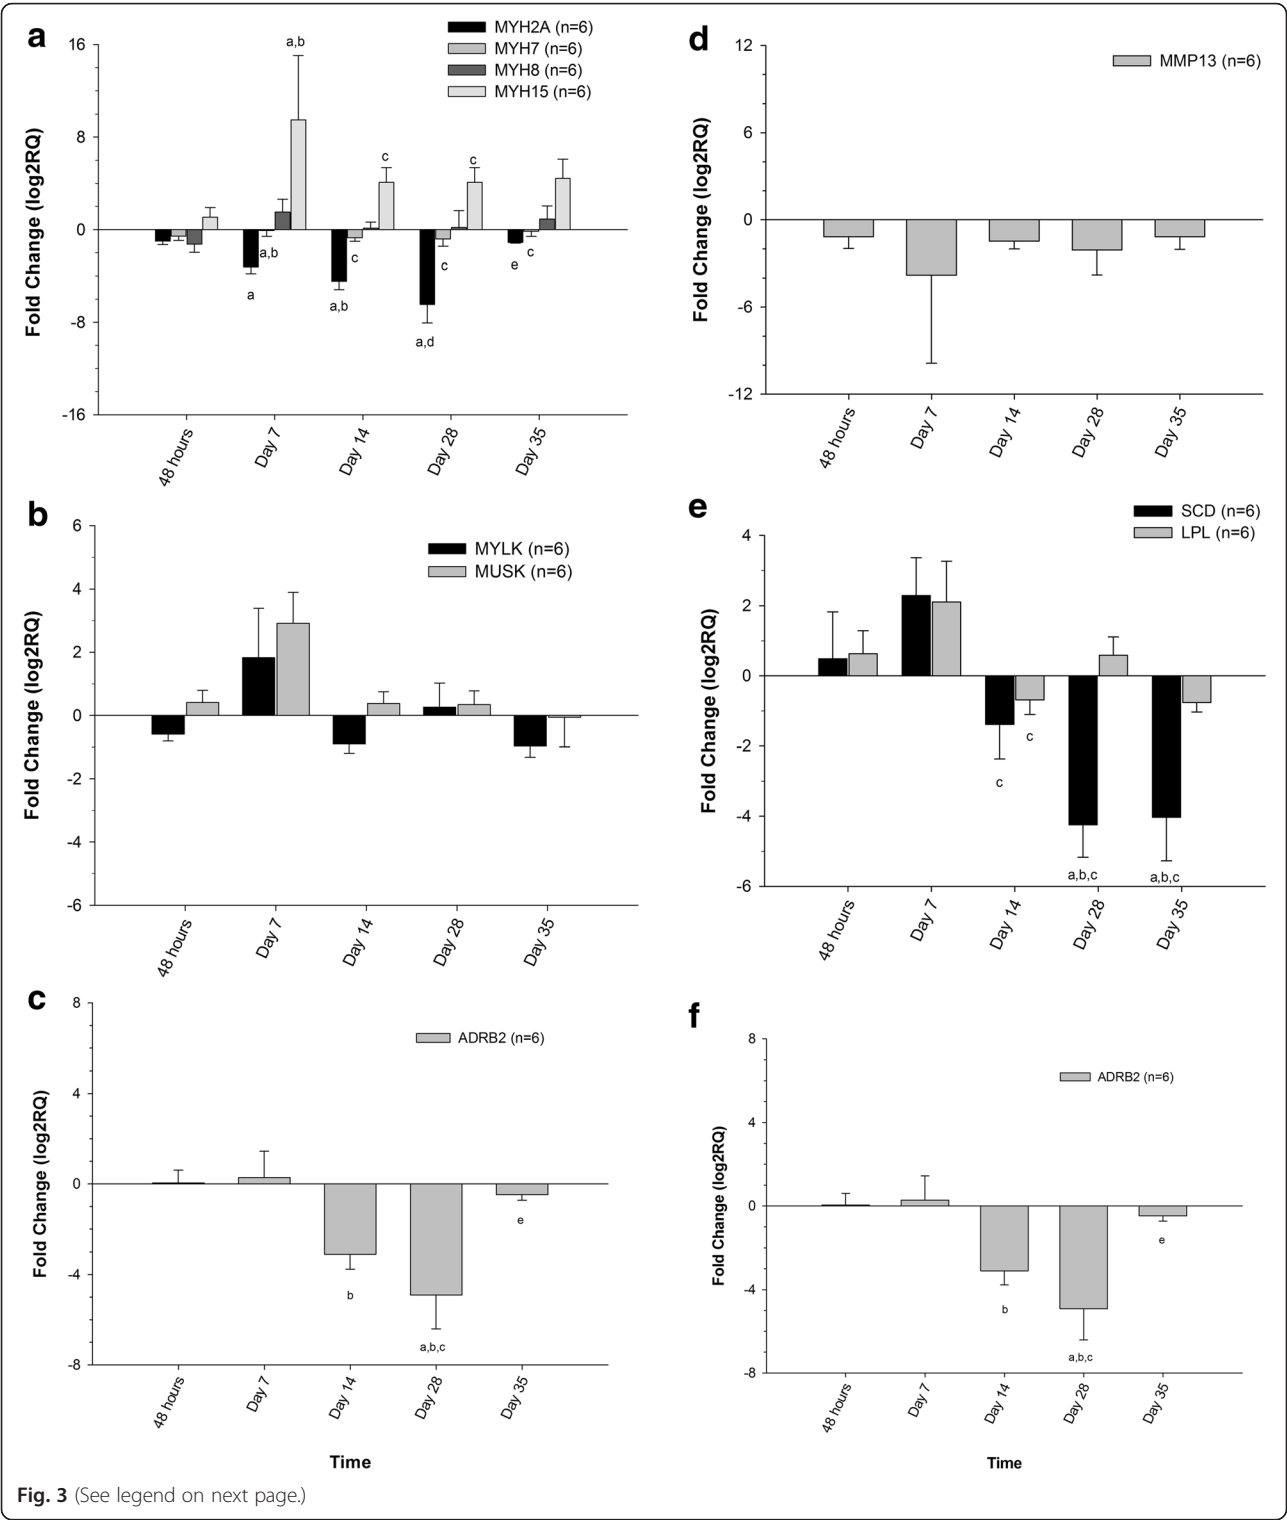 a
MYH2A (n=6)
MYH7 (n=6)
MYH8 (n=6)
MYH15 (n=6)
Fold Change (log2RQ)
16
8
0
-8
-16
a,b
c
c
a
a,b
a,b
c
a,d
c
e
c
48 hours
Day 7
Day 14
Day 28
Day 35
b
MYLK (n=6)
MUSK (n=6)
Fold Change (log2RQ)
6
4
2
0
-2
-4
-6
48 hours
Day 7
Day 14
Day 28
Day 35
c
ADRB2 (n=6)
Fold Change (log2RQ)
8
4
0
-4
-8
b
a,b,c
e
48 hours
Day 7
Day 14
Day 28
Day 35
Time
d
MMP13 (n=6)
Fold Change (log2RQ)
12
6
0
-6
-12
48 hours
Day 7
Day 14
Day 28
Day 35
e
SCD (n=6)
LPL (n=6)
Fold Change (log2RQ)
4
2
0
-2
-4
-6
c
c
a,b,c
a,b,c
48 hours
Day 7
Day 14
Day 28
Day 35
f
ADRB2 (n=6)
Fold Change (log2RQ)
8
4
0
-4
-8
b
a,b,c
e
48 hours
Day 7
Day 14
Day 28
Day 35
Time
Fig. 3 (See legend on next page.)